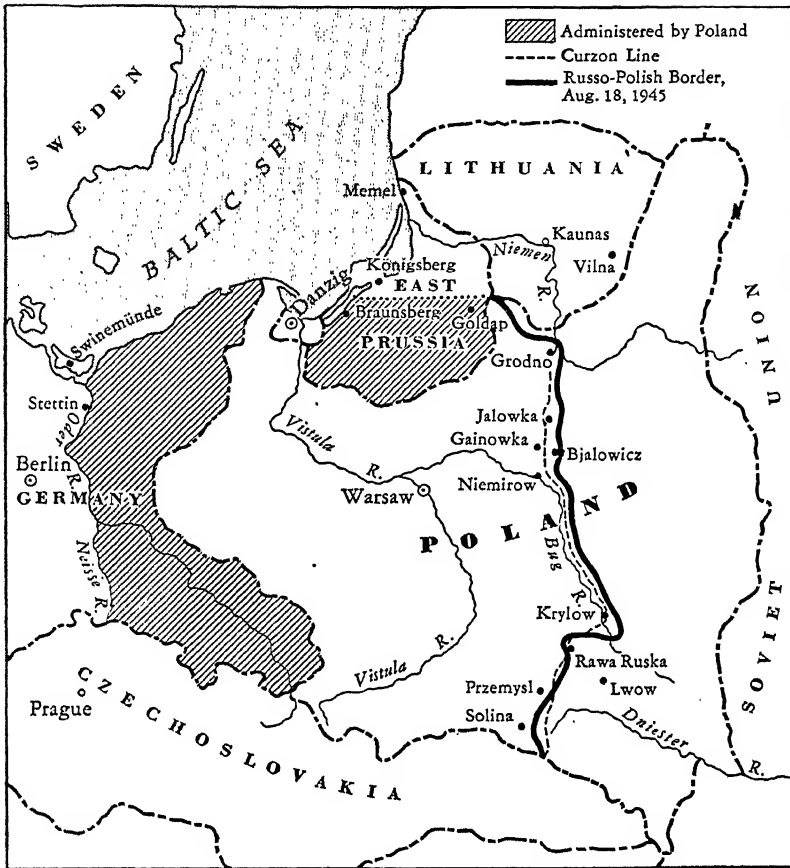 Administered by Poland
Curzon Line
Russo-Polish Border,
Aug. 18, 1945
SWEDEN
BALTIC SEA
LITHUANIA
Memel
Kaunas
Niemen
R.
Vilna
Königsberg
EAST
Danzig
Braunsberg
Goldap
PRUSSIA
Swinemünde
Grodno
Stettin
Oder
R.
Jalowka
Gainowka
Bjalowicz
Vistula
R.
Berlin
GERMANY
Niemirow
Warsaw
POLAND
Bug
R.
Neisse R.
Krylow
Rawa Ruska
Vistula
R.
Przemysl
Lwow
Prague
Solina
Dniester
R.
CZECHOSLOVAKIA
SOVIET
UNION